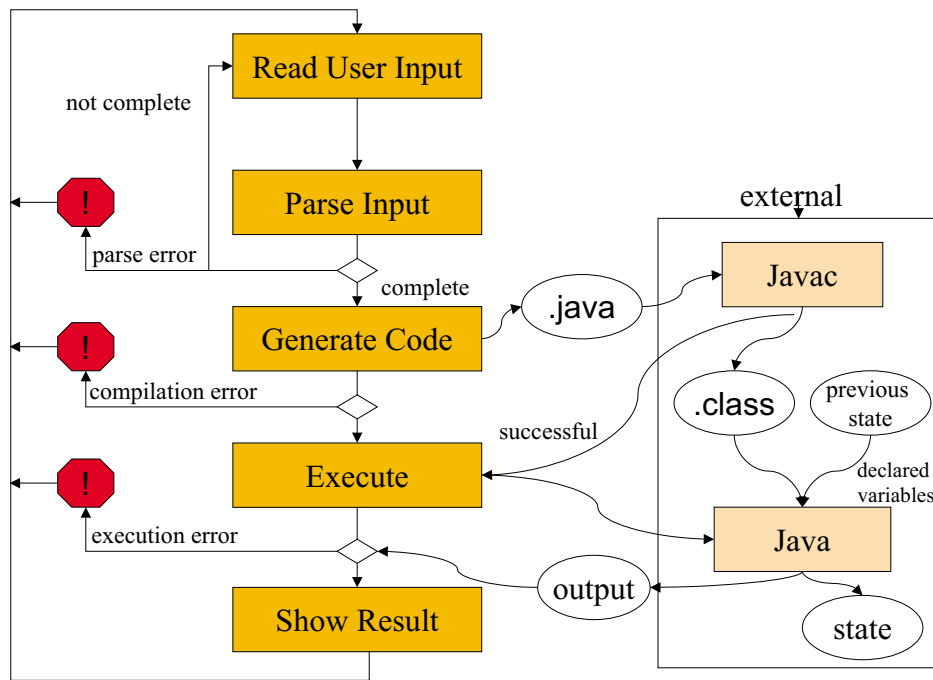 Read User Input
not complete
!
Parse Input
external
parse error
complete
.java
Javac
!
Generate Code
compilation error
.class
previous
state
successful
!
Execute
declared
variables
execution error
Java
output
Show Result
state